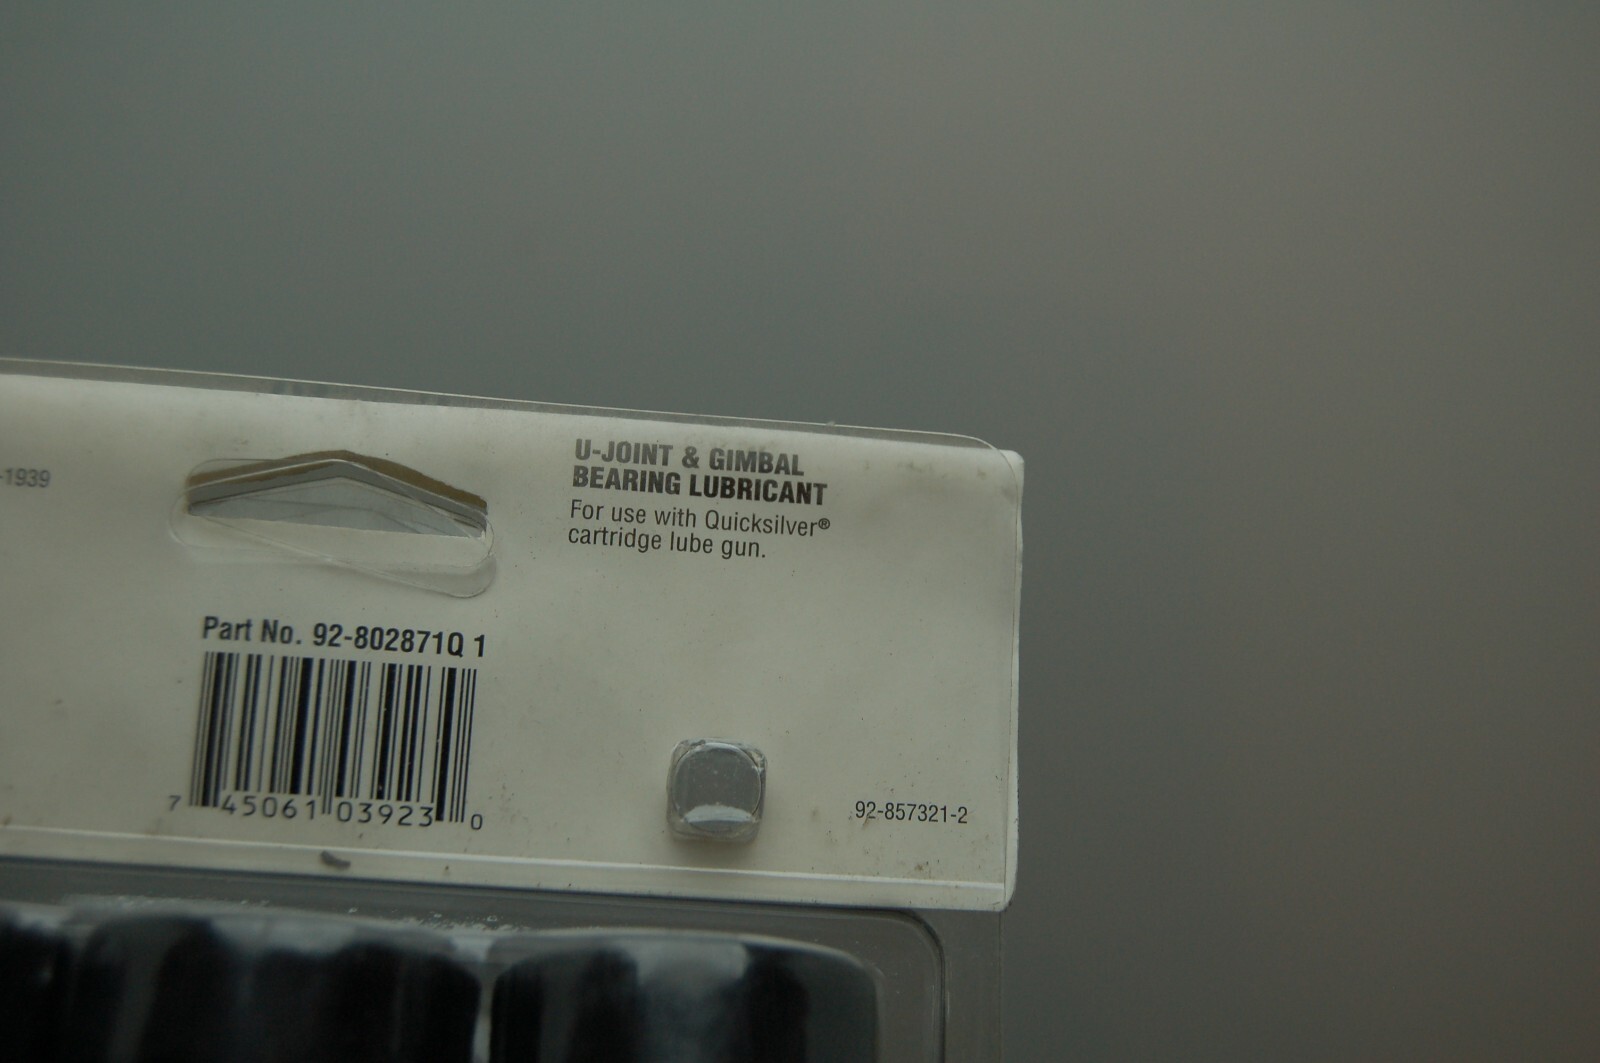 -1939
U-JOINT & GIMBAL
BEARING LUBRICANT
For use with Quicksilver®
cartridge lube gun.
Part No. 92-802871Q 1
7 45061 03923 0
92-857321-2